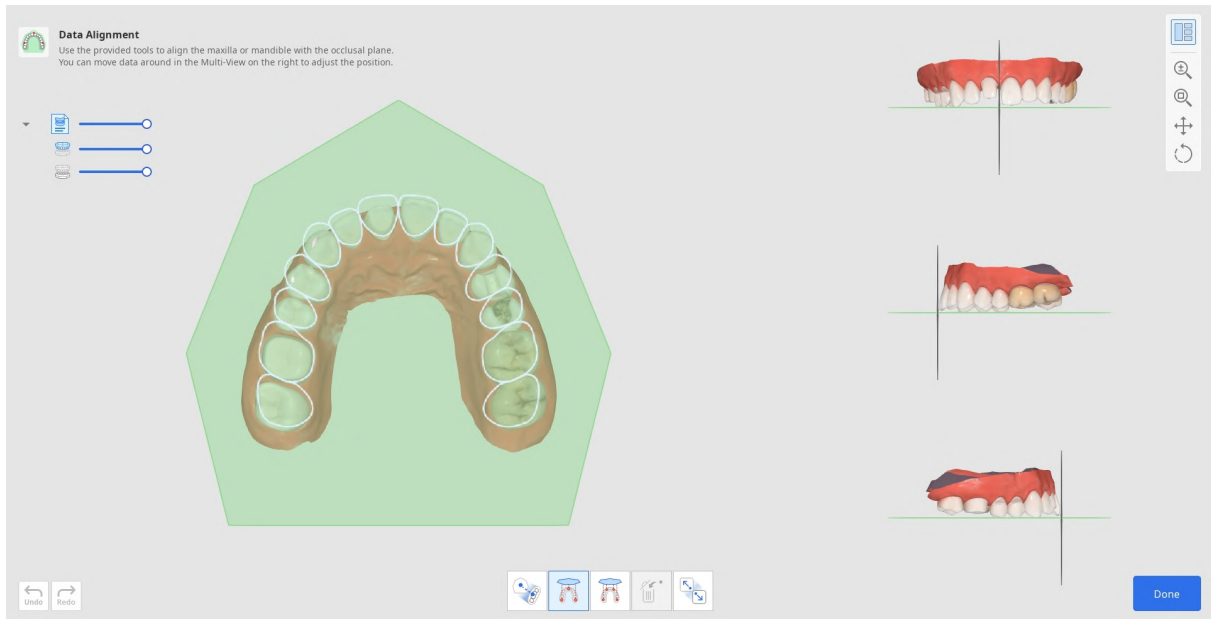 Data Alignment
Use the provided tools to align the maxilla or mandible with the occlusal plane.
You can move data around in the Multi-View on the right to adjust the position.
Undo
Redo
Done